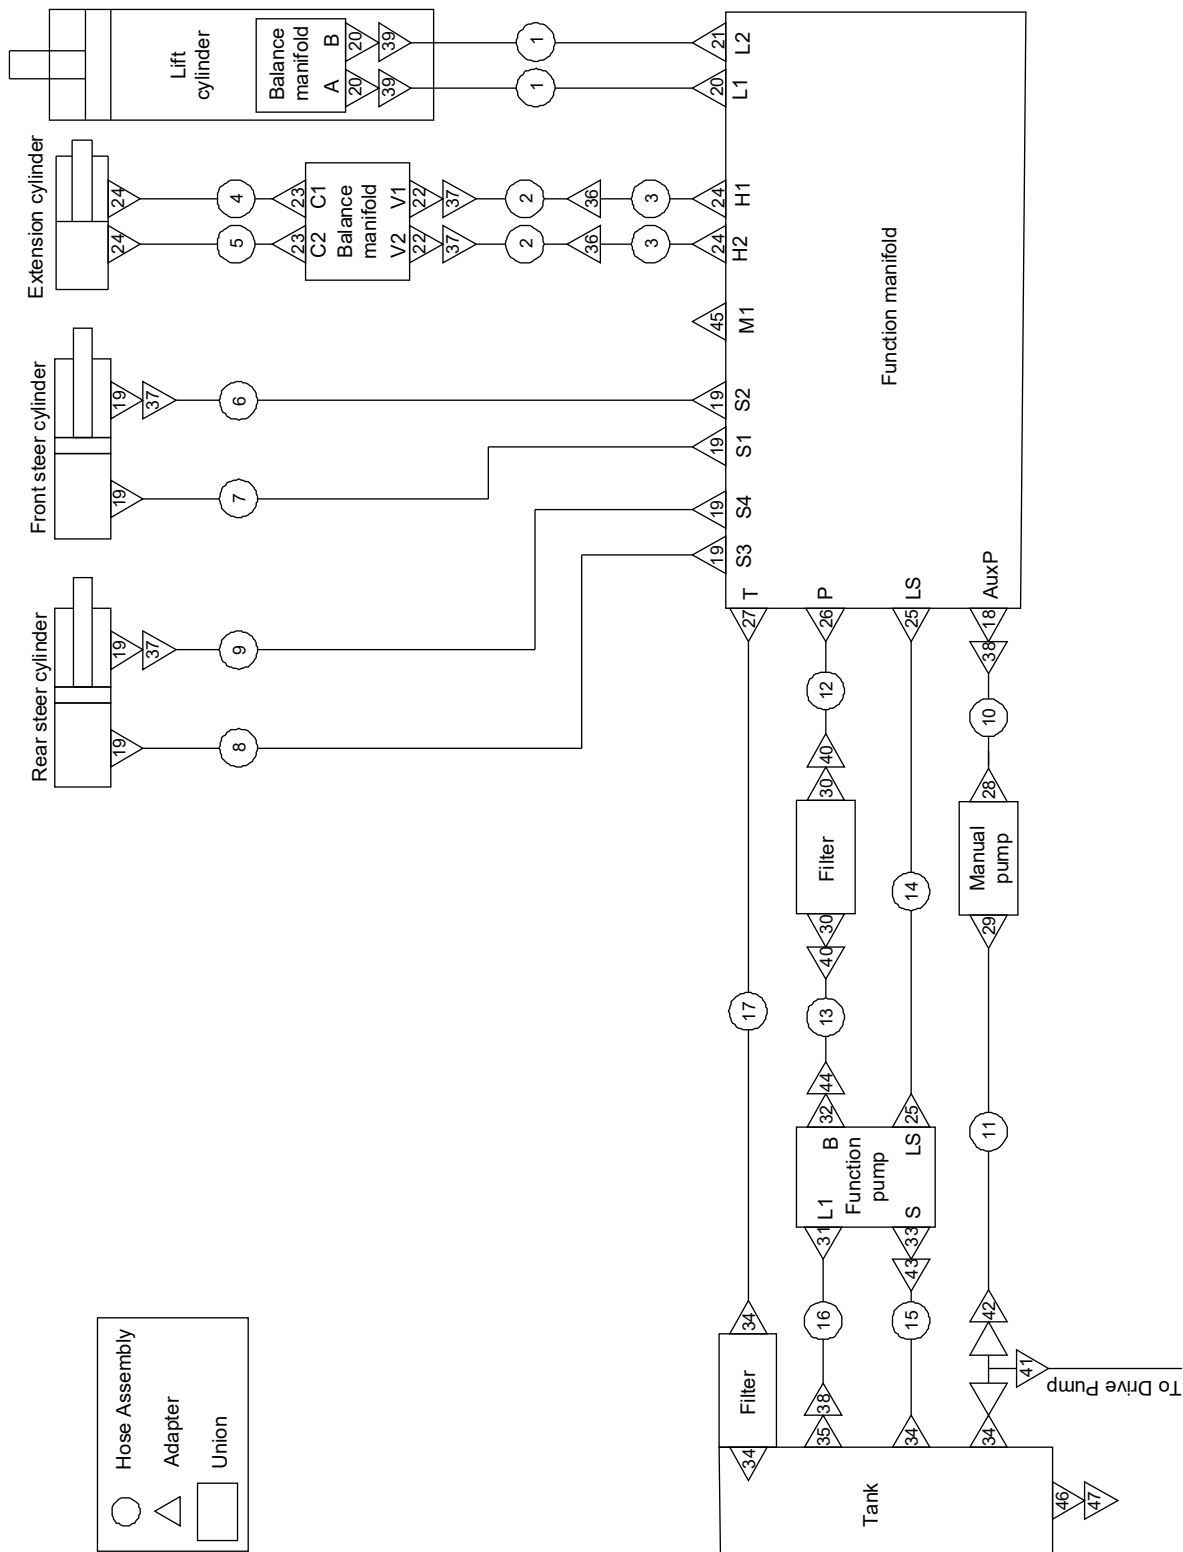 Hose Assembly
Adapter
Union
Rear steer cylinder
Front steer cylinder
Extension cylinder
Lift
cylinder
19 19 19 19 24 24
37 37
8 9 7 6 5 4
23 23
C2 C1
Balance
manifold
V2 V1
22 22
37 37
2 2
36 36
3 3
Balance
manifold
A B
20 20
39 39
1 1
19 19 19 19 45 24 24 20 21
S3 S4 S1 S2 M1 H2 H1 L1 L2
34 Filter 34 17 27 T
35 38 16 31 L1 B 32 44 13 40 30 Filter 30 40 12 26 P
Function
pump
Tank
Function manifold
34 15 43 33 S LS 25 14 25 LS
34 42 11 29 Manual
pump 28 10 38 18 AuxP
41
To Drive Pump
46
47